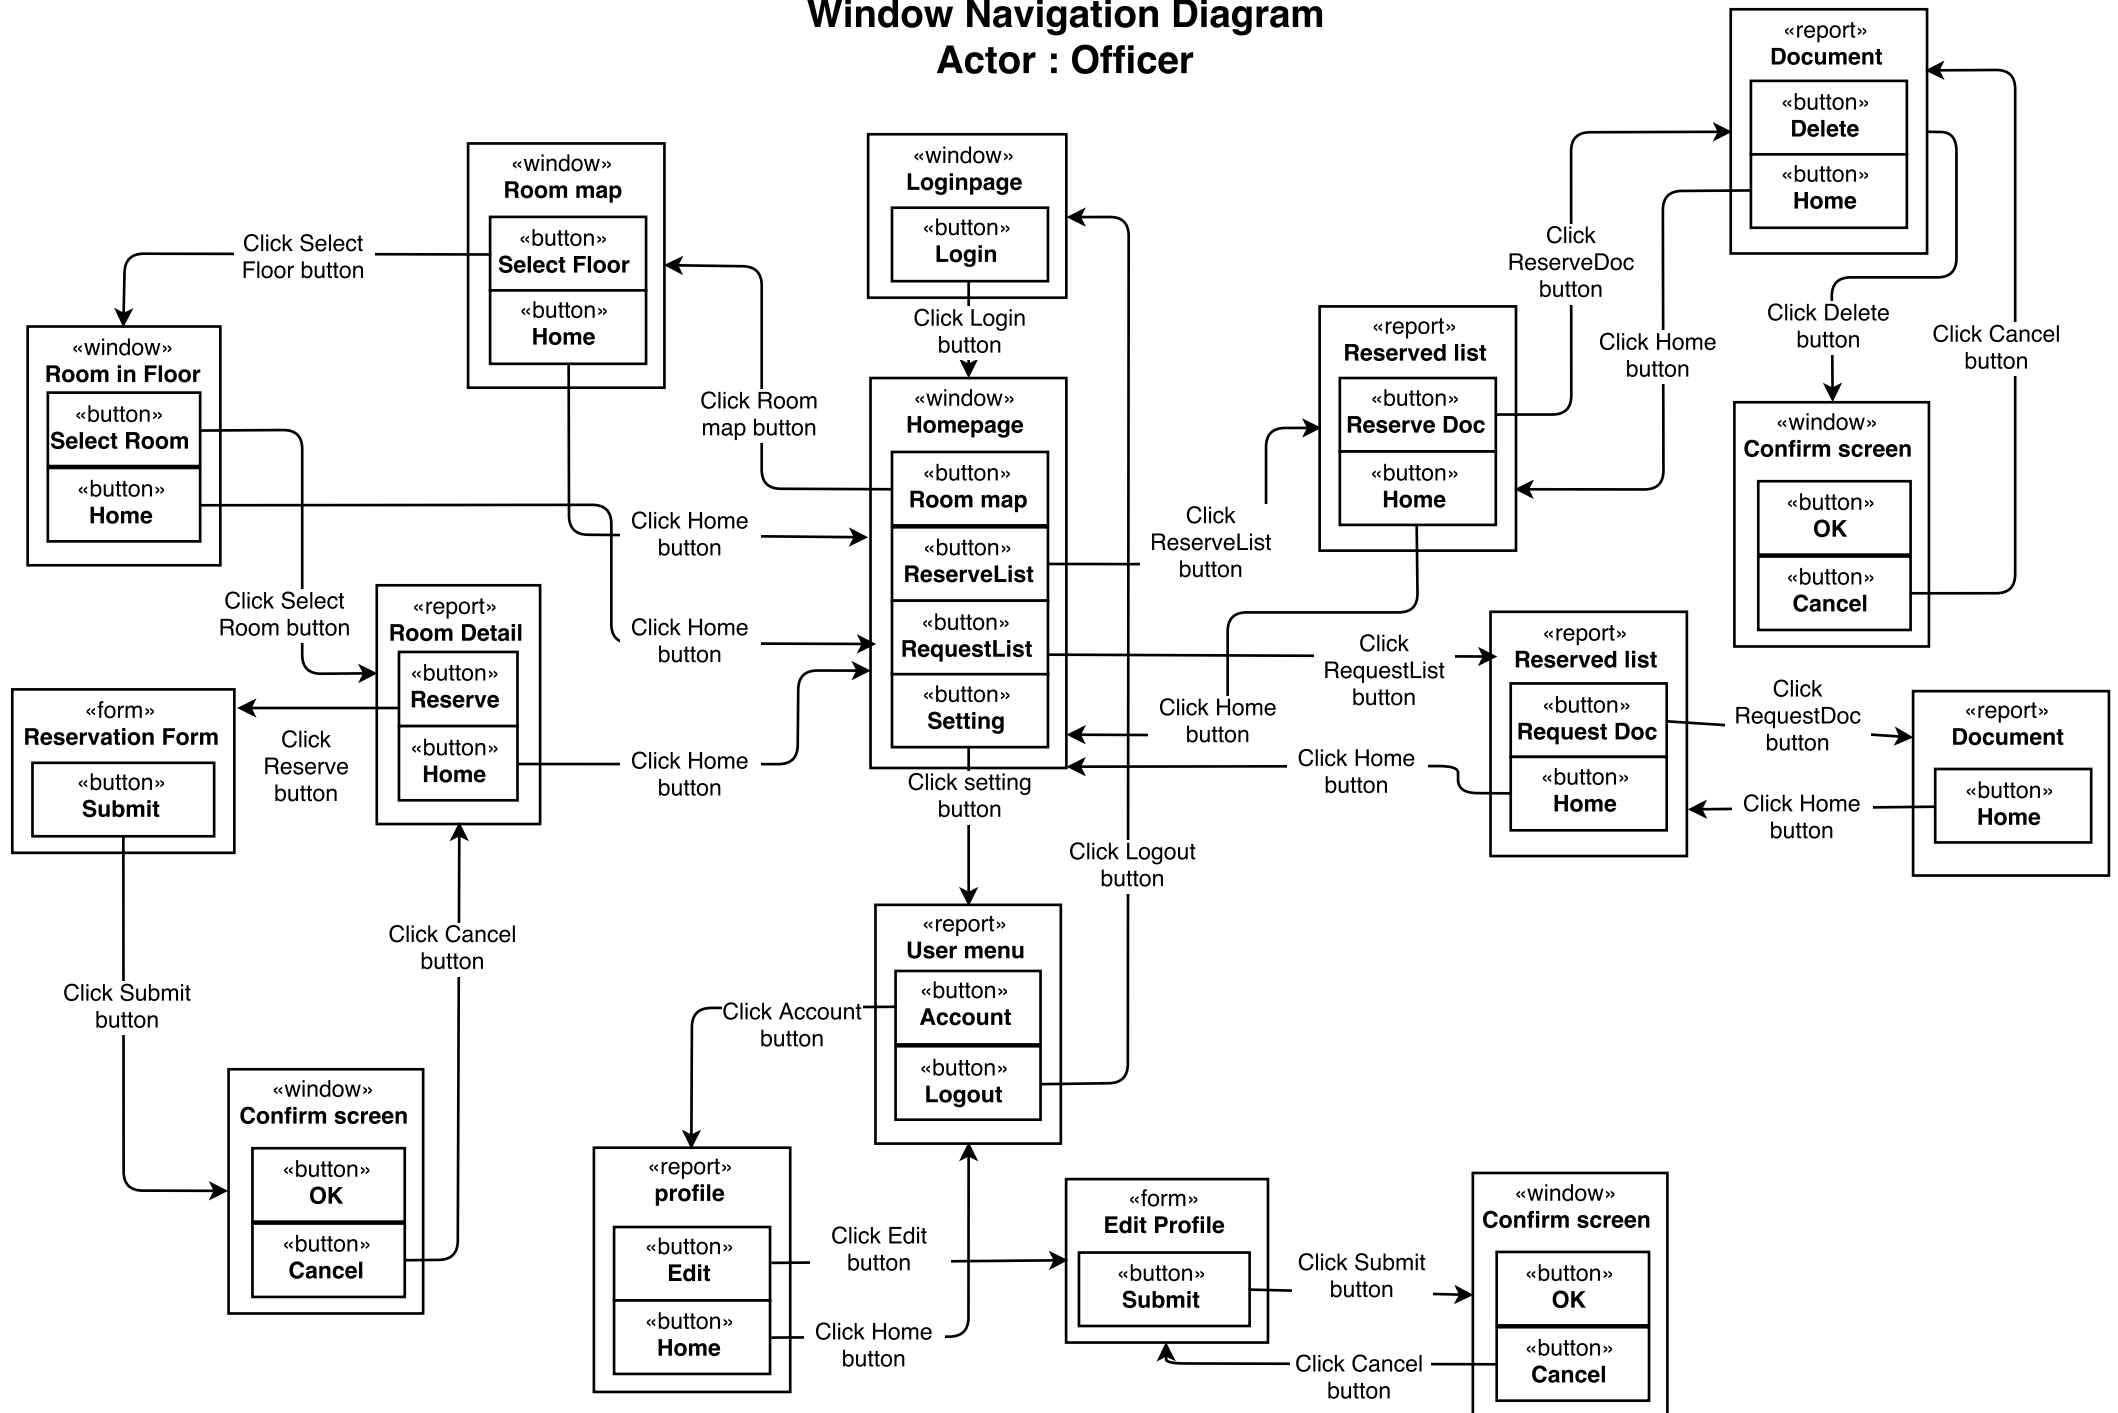 Window Navigation Diagram
Actor : Officer
«report»
Document
«button»
Delete
«button»
Home
«window»
Room map
«button»
Select Floor
«button»
Home
«window»
Loginpage
«button»
Login
Click Select
Floor button
Click
ReserveDoc
button
Click Login
button
Click Delete
button
Click Cancel
button
Click Home
button
«window»
Room in Floor
«button»
Select Room
«button»
Home
Click Room
map button
«window»
Homepage
«button»
Room map
«button»
ReserveList
«button»
RequestList
«button»
Setting
«report»
Reserved list
«button»
Reserve Doc
«button»
Home
«window»
Confirm screen
«button»
OK
«button»
Cancel
Click Home
button
Click
ReserveList
button
Click Select
Room button
«report»
Room Detail
«button»
Reserve
«button»
Home
Click Home
button
Click
RequestList
button
«report»
Reserved list
«button»
Request Doc
«button»
Home
Click
RequestDoc
button
«report»
Document
«button»
Home
«form»
Reservation Form
«button»
Submit
Click
Reserve
button
Click Home
button
Click Home
button
Click Home
button
Click Home
button
Click setting
button
Click Logout
button
«report»
User menu
«button»
Account
«button»
Logout
Click Cancel
button
Click Submit
button
Click Account
button
«window»
Confirm screen
«button»
OK
«button»
Cancel
«report»
profile
«button»
Edit
«button»
Home
Click Edit
button
Click Home
button
«form»
Edit Profile
«button»
Submit
Click Submit
button
Click Cancel
button
«window»
Confirm screen
«button»
OK
«button»
Cancel